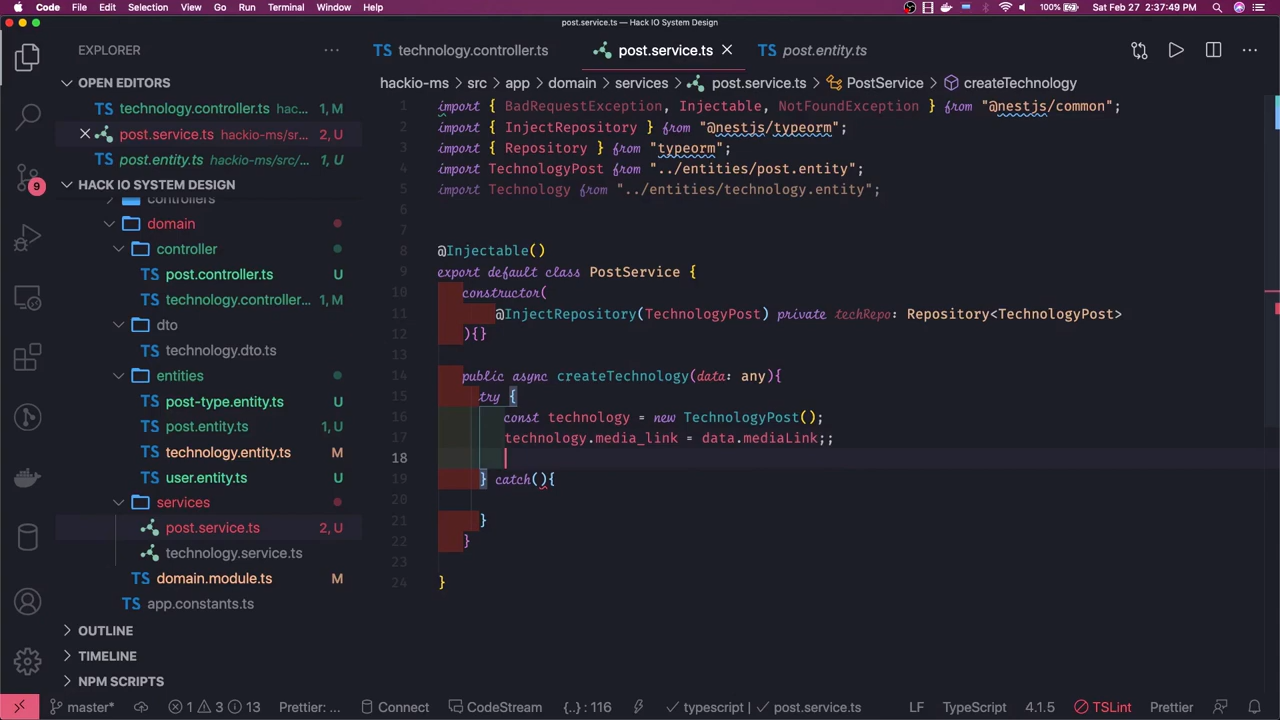 Code File Edit Selection View Go Run Terminal Window Help 100% Sat Feb 27 2:37:49 PM
post.service.ts — Hack IO System Design
EXPLORER
technology.controller.ts post.service.ts post.entity.ts
OPEN EDITORS
technology.controller.ts hac... 1, M
post.service.ts hackio-ms/sr... 2, U
post.entity.ts hackio-ms/src/... 1, U
HACK IO SYSTEM DESIGN
controllers
domain
controller
post.controller.ts U
technology.controller... 1, M
dto
technology.dto.ts
entities
post-type.entity.ts U
post.entity.ts 1, U
technology.entity.ts M
user.entity.ts U
services
post.service.ts 2, U
technology.service.ts
domain.module.ts M
app.constants.ts
OUTLINE
TIMELINE
NPM SCRIPTS
9
hackio-ms > src > app > domain > services > post.service.ts > PostService > createTechnology
1 import { BadRequestException, Injectable, NotFoundException } from "@nestjs/common";
2 import { InjectRepository } from "@nestjs/typeorm";
3 import { Repository } from "typeorm";
4 import TechnologyPost from "../entities/post.entity";
5 import Technology from "../entities/technology.entity";
6
7
8 @Injectable()
9 export default class PostService {
10 constructor(
11 @InjectRepository(TechnologyPost) private techRepo: Repository<TechnologyPost>
12 ){}
13
14 public async createTechnology(data: any){
15 try {
16 const technology = new TechnologyPost();
17 technology.media_link = data.mediaLink;;
18
19 } catch(){
20
21 }
22 }
23
24 }
master* 1 3 13 Prettier: ... Connect CodeStream {..} : 116 typescript | post.service.ts LF TypeScript 4.1.5 TSLint Prettier